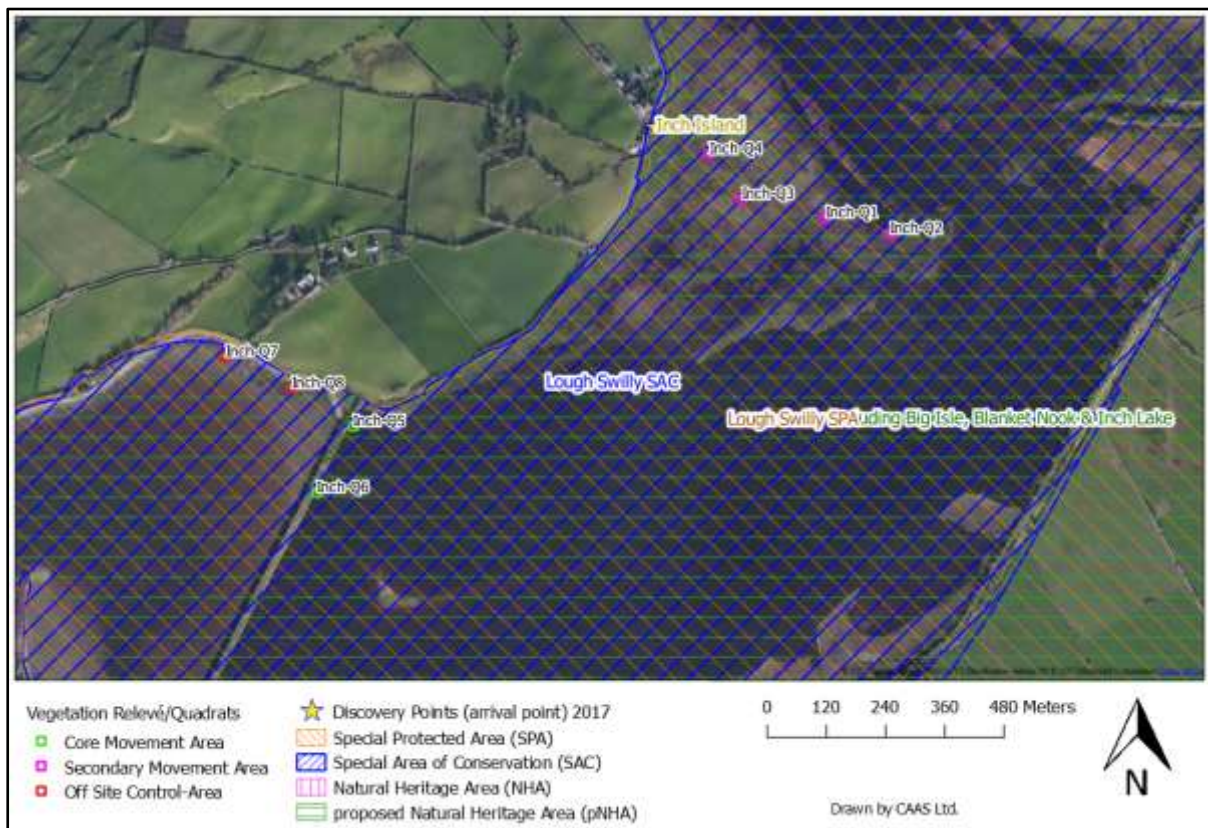 Inch Island
Inch-Q4
Inch-Q3
Inch-Q1
Inch-Q2
Inch-Q7
Inch-Q8
Lough Swilly SAC
Inch-Q5
Lough Swilly SPA uding Big Isle, Blanket Nook & Inch Lake
Inch-Q6
Vegetation Relevé/Quadrats
Core Movement Area
Secondary Movement Area
Off Site Control-Area
Discovery Points (arrival point) 2017
Special Protected Area (SPA)
Special Area of Conservation (SAC)
Natural Heritage Area (NHA)
proposed Natural Heritage Area (pNHA)
0 120 240 360 480 Meters
Drawn by CAAS Ltd.
N